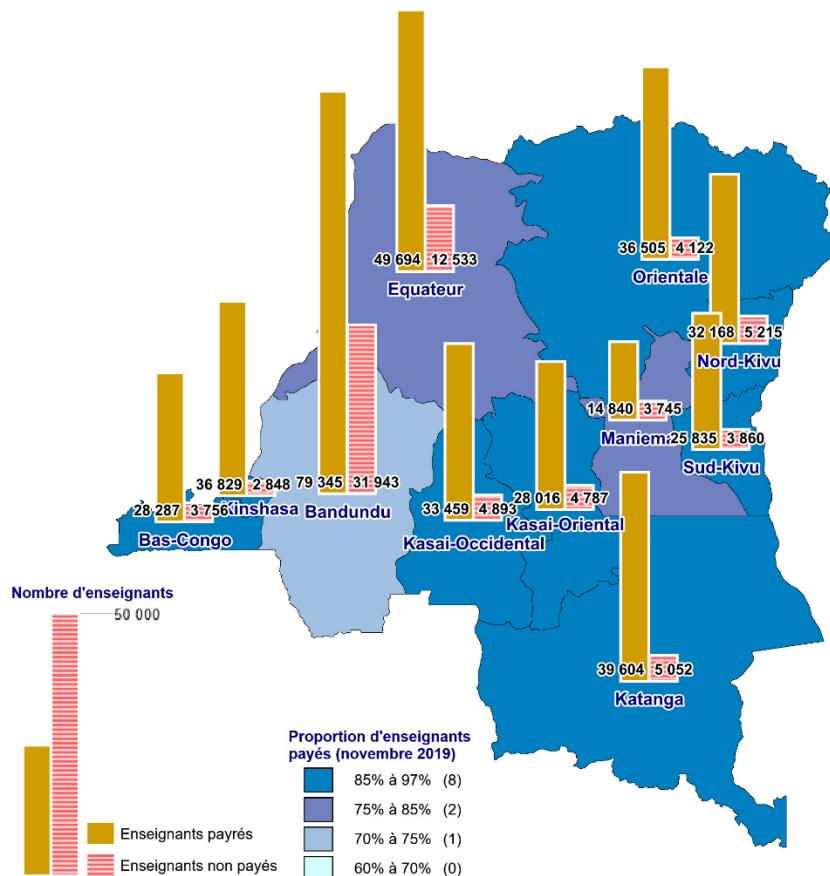 49 694 12 533
Equateur
36 505 4 122
Orientale
32 168 5 215
Nord-Kivu
14 840 3 745
Maniema
25 835 3 860
Sud-Kivu
36 829 2 848
Kinshasa
79 345 31 943
Bandundu
28 287 3 756
Bas-Congo
33 459 4 893
Kasai-Occidental
28 016 4 787
Kasai-Oriental
39 604 5 052
Katanga
Nombre d'enseignants
50 000
Enseignants payrés
Enseignants non payés
Proportion d'enseignants
payés (novembre 2019)
85% à 97% (8)
75% à 85% (2)
70% à 75% (1)
60% à 70% (0)